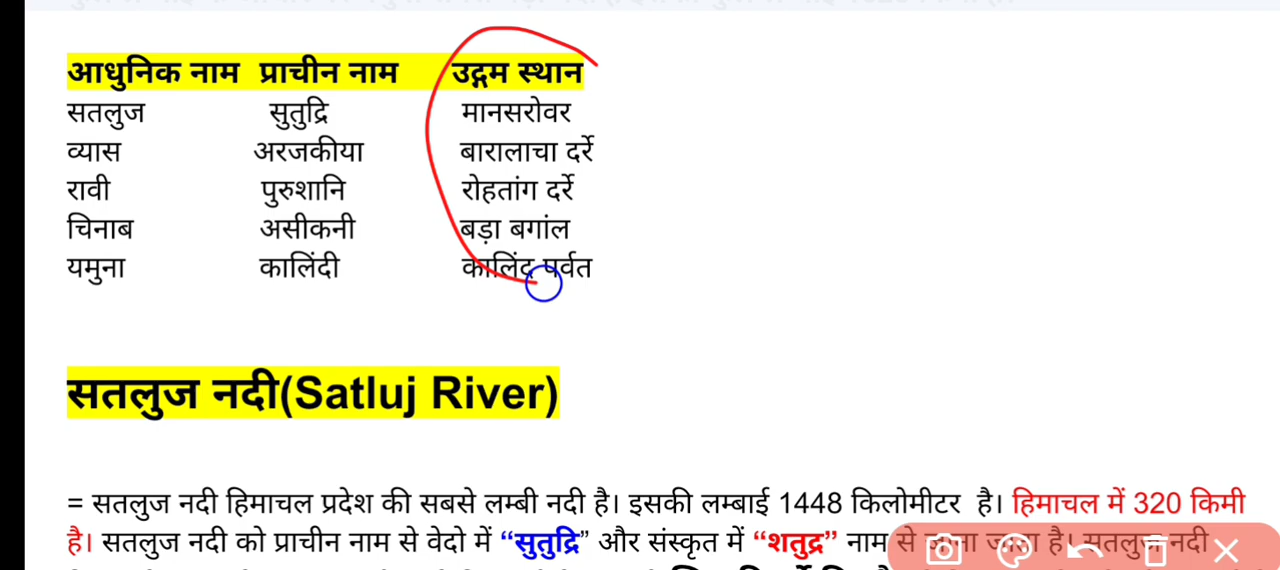 आधुनिक नाम प्राचीन नाम उद्गम स्थान
सतलुज सुतुद्रि मानसरोवर
व्यास अरजकीया बारालाचा दर्रे
रावी पुरुशानि रोहतांग दर्रे
चिनाब असीकनी बड़ा बगांल
यमुना कालिंदी कालिंद पर्वत
सतलुज नदी(Satluj River)
= सतलुज नदी हिमाचल प्रदेश की सबसे लम्बी नदी है। इसकी लम्बाई 1448 किलोमीटर है। हिमाचल में 320 किमी
है। सतलुज नदी को प्राचीन नाम से वेदो में “सुतुद्रि” और संस्कृत में “शतुद्र” नाम से जाना जाता है। सतलुज नदी